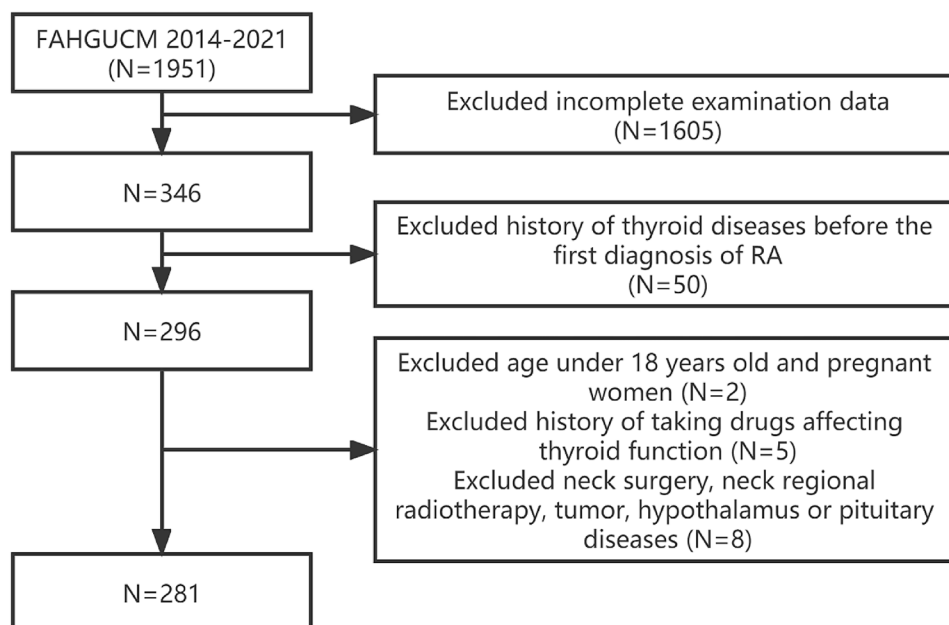 FAHGUCM 2014-2021
(N=1951)
Excluded incomplete examination data
(N=1605)
N=346
Excluded history of thyroid diseases before the
first diagnosis of RA
(N=50)
N=296
Excluded age under 18 years old and pregnant
women (N=2)
Excluded history of taking drugs affecting
thyroid function (N=5)
Excluded neck surgery, neck regional
radiotherapy, tumor, hypothalamus or pituitary
diseases (N=8)
N=281